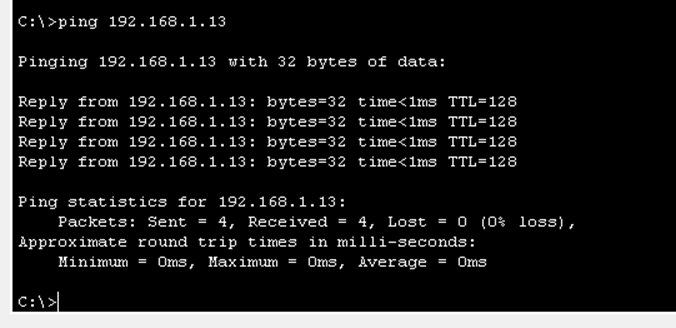 C:\>ping 192.168.1.13
Pinging 192.168.1.13 with 32 bytes of data:
Reply from 192.168.1.13: bytes=32 time<1ms TTL=128
Reply from 192.168.1.13: bytes=32 time<1ms TTL=128
Reply from 192.168.1.13: bytes=32 time<1ms TTL=128
Reply from 192.168.1.13: bytes=32 time<1ms TTL=128
Ping statistics for 192.168.1.13:
    Packets: Sent = 4, Received = 4, Lost = 0 (0% loss),
Approximate round trip times in milli-seconds:
    Minimum = 0ms, Maximum = 0ms, Average = 0ms
C:\>